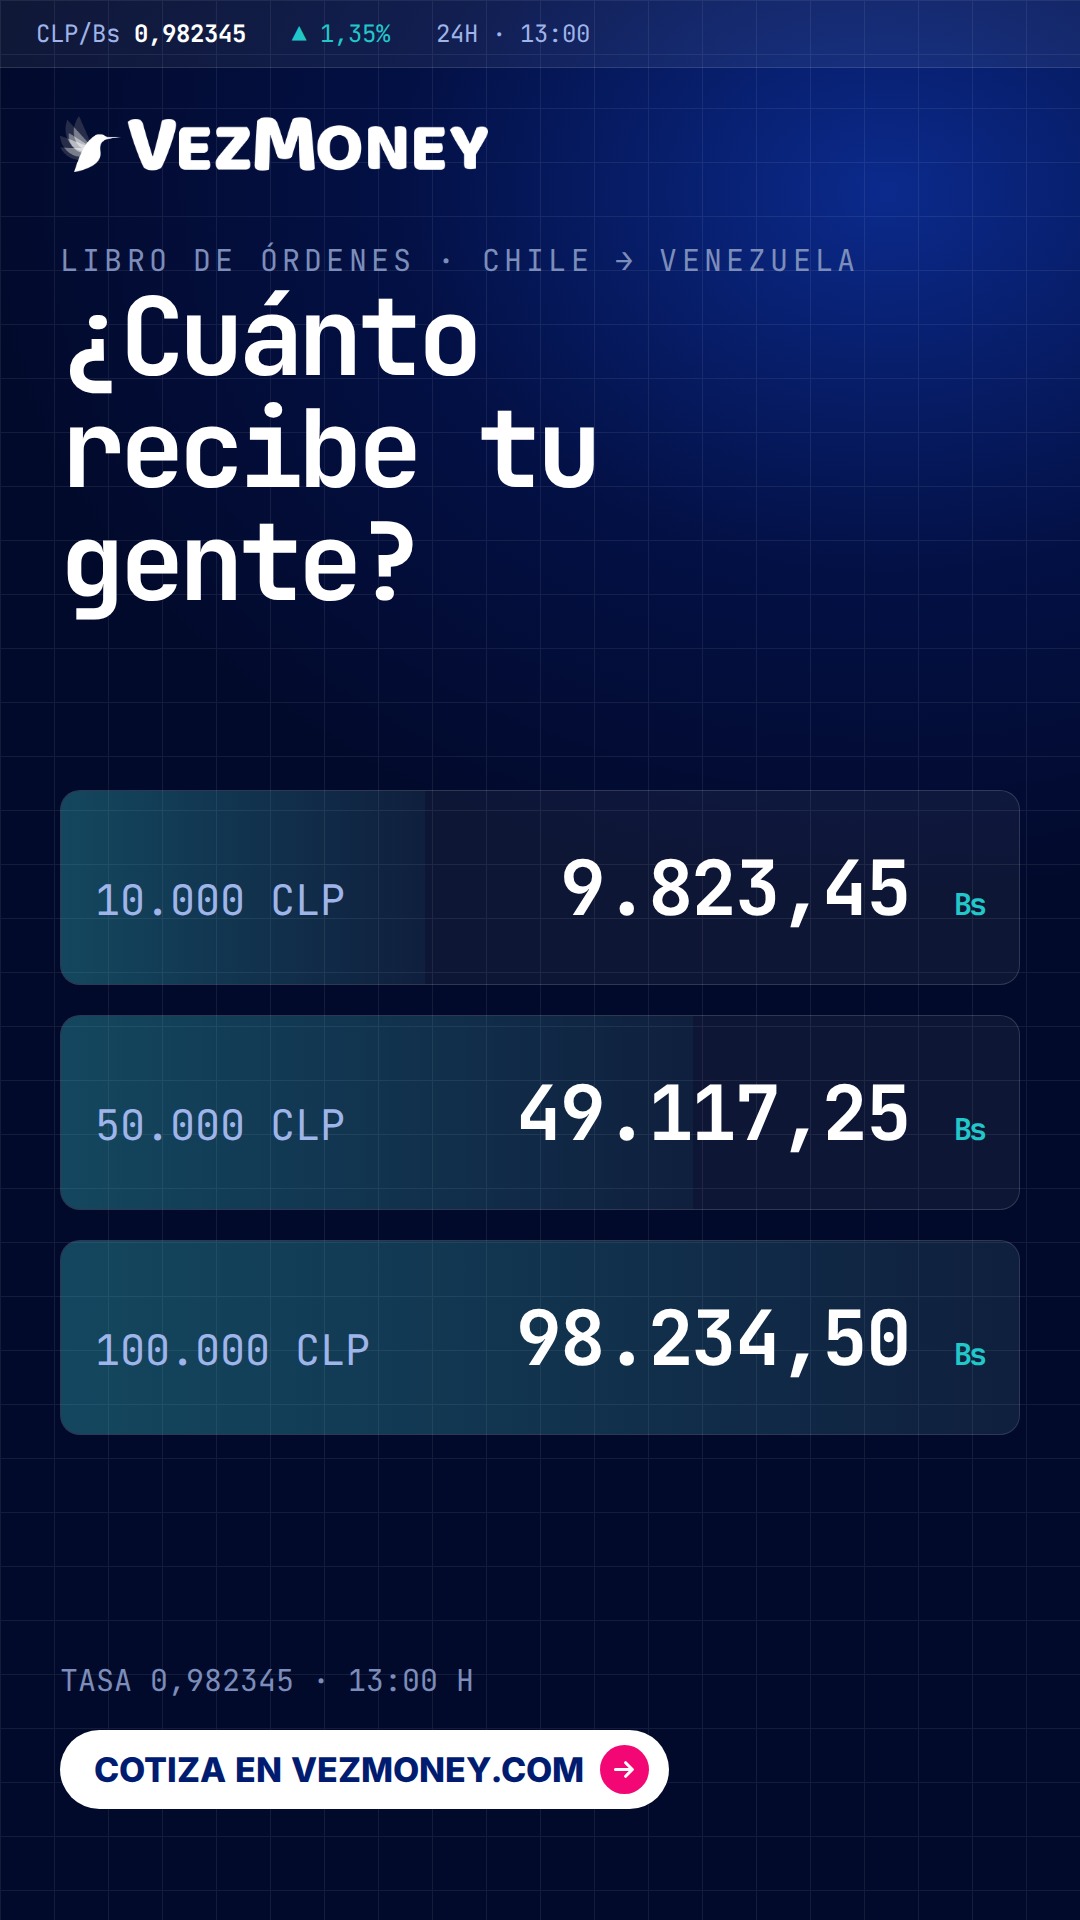 CLP/Bs 0,982345 ▲ 1,35% 24H · 13:00
VEZMONEY
LIBRO DE ÓRDENES · CHILE → VENEZUELA
¿Cuánto
recibe tu
gente?
10.000 CLP 9.823,45 Bs
50.000 CLP 49.117,25 Bs
100.000 CLP 98.234,50 Bs
TASA 0,982345 · 13:00 H
COTIZA EN VEZMONEY.COM →